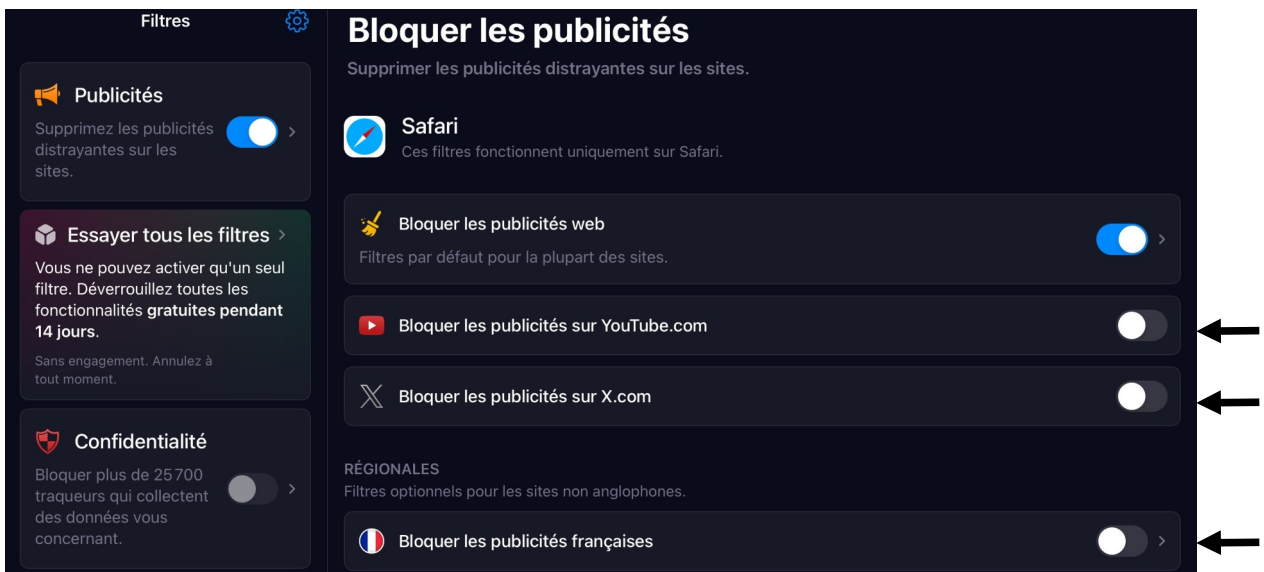 Filtres
Publicités
Supprimez les publicités
distrayantes sur les
sites.
Essayer tous les filtres
Vous ne pouvez activer qu'un seul
filtre. Déverrouillez toutes les
fonctionnalités gratuites pendant
14 jours.
Sans engagement. Annulez à
tout moment.
Confidentialité
Bloquer plus de 25 700
traqueurs qui collectent
des données vous
concernant.
Bloquer les publicités
Supprimer les publicités distrayantes sur les sites.
Safari
Ces filtres fonctionnent uniquement sur Safari.
Bloquer les publicités web
Filtres par défaut pour la plupart des sites.
Bloquer les publicités sur YouTube.com
Bloquer les publicités sur X.com
RÉGIONALES
Filtres optionnels pour les sites non anglophones.
Bloquer les publicités françaises